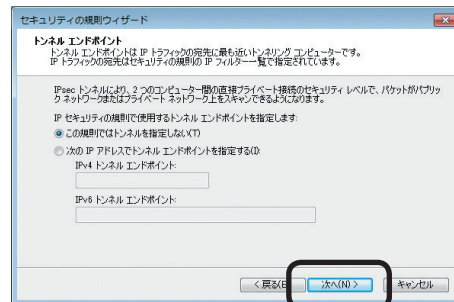 セキュリティの規則ウィザード
トンネル エンドポイント
トンネル エンドポイントは IP トラフィックの宛先に最も近いトンネリング コンピューターです。
IP トラフィックの宛先はセキュリティの規則の IP フィルター一覧で指定されています。
IPsec トンネルにより、2 つのコンピューター間の直接プライベート接続のセキュリティ レベルで、パケットがパブリッ
ク ネットワークまたはプライベート ネットワーク上をスキャンできるようになります。
IP セキュリティの規則で使用するトンネル エンドポイントを指定します:
この規則ではトンネルを指定しない(T)
次の IP アドレスでトンネル エンドポイントを指定する(I):
IPv4 トンネル エンドポイント:
IPv6 トンネル エンドポイント:
< 戻る(B 次へ(N) > キャンセル